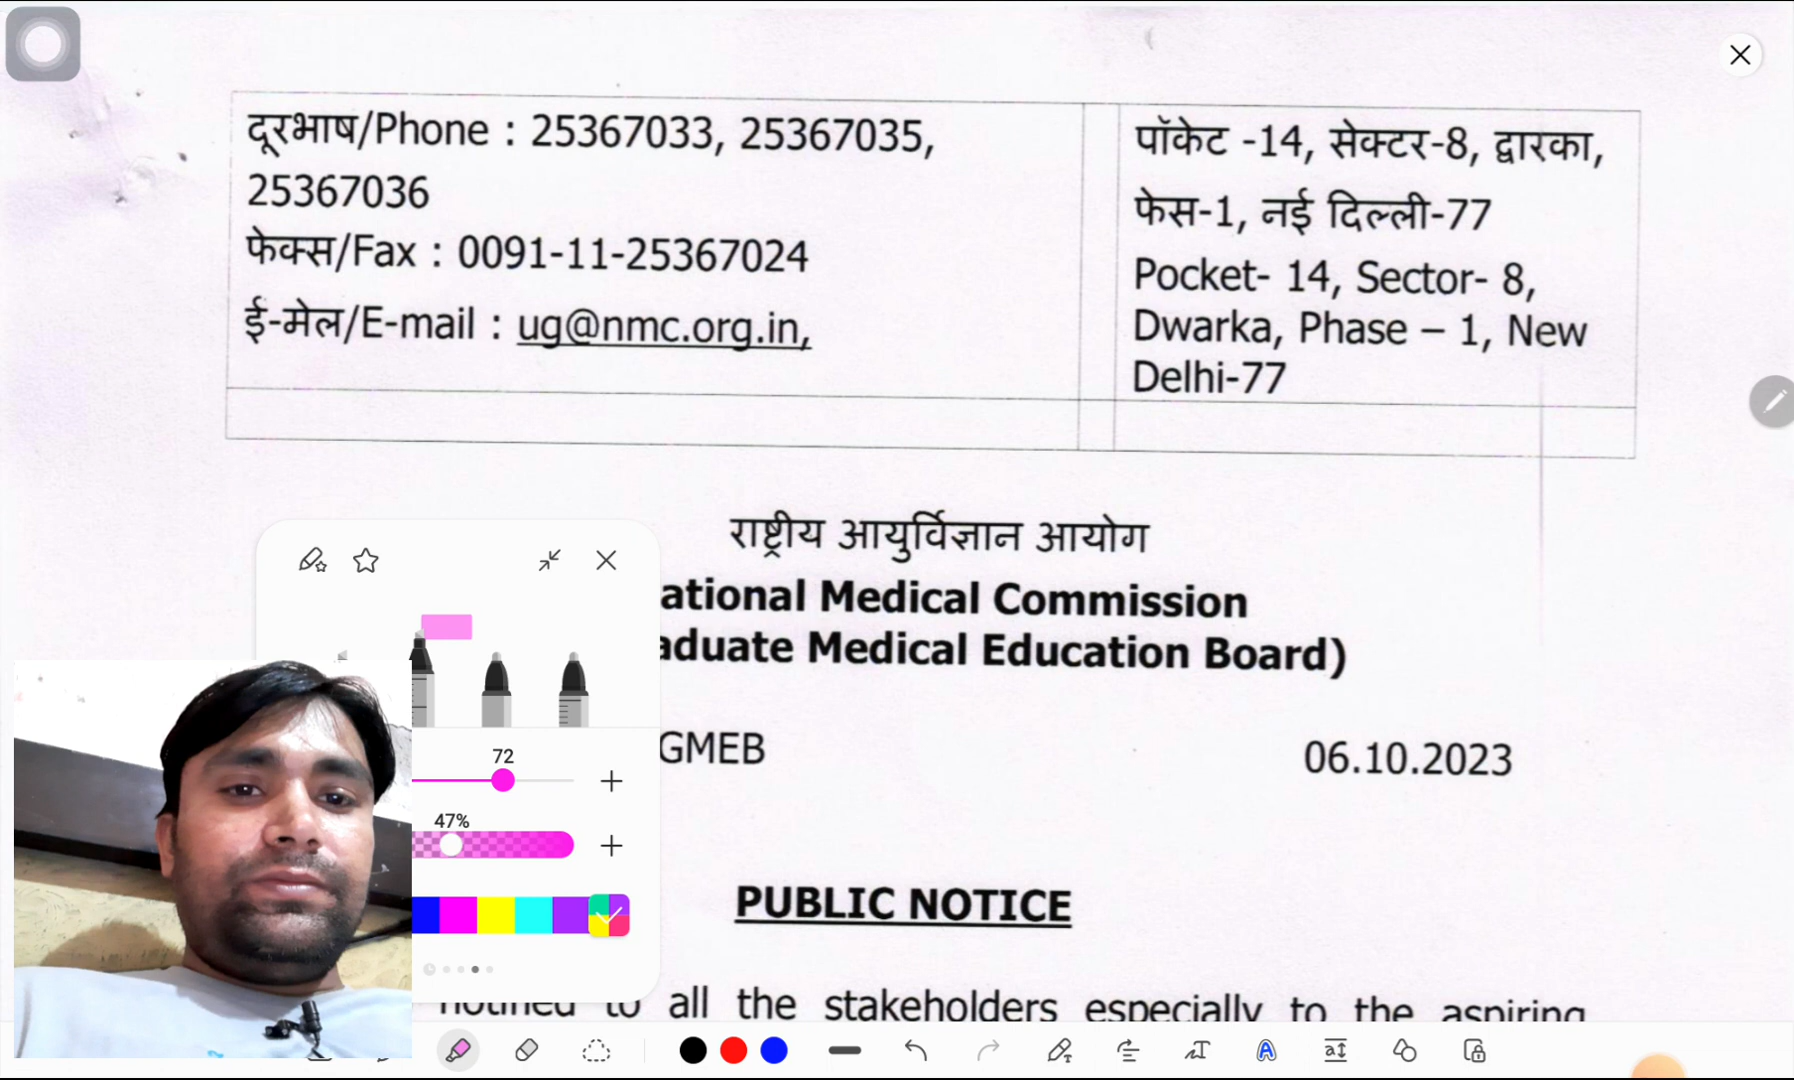 दूरभाष/Phone : 25367033, 25367035,
25367036
फेक्स/Fax : 0091-11-25367024
ई-मेल/E-mail : ug@nmc.org.in,
पॉकेट -14, सेक्टर-8, द्वारका,
फेस-1, नई दिल्ली-77
Pocket- 14, Sector- 8,
Dwarka, Phase – 1, New
Delhi-77
राष्ट्रीय आयुर्विज्ञान आयोग
ational Medical Commission
aduate Medical Education Board)
GMEB 06.10.2023
72
47%
PUBLIC NOTICE
notified to all the stakeholders especially to the aspiring